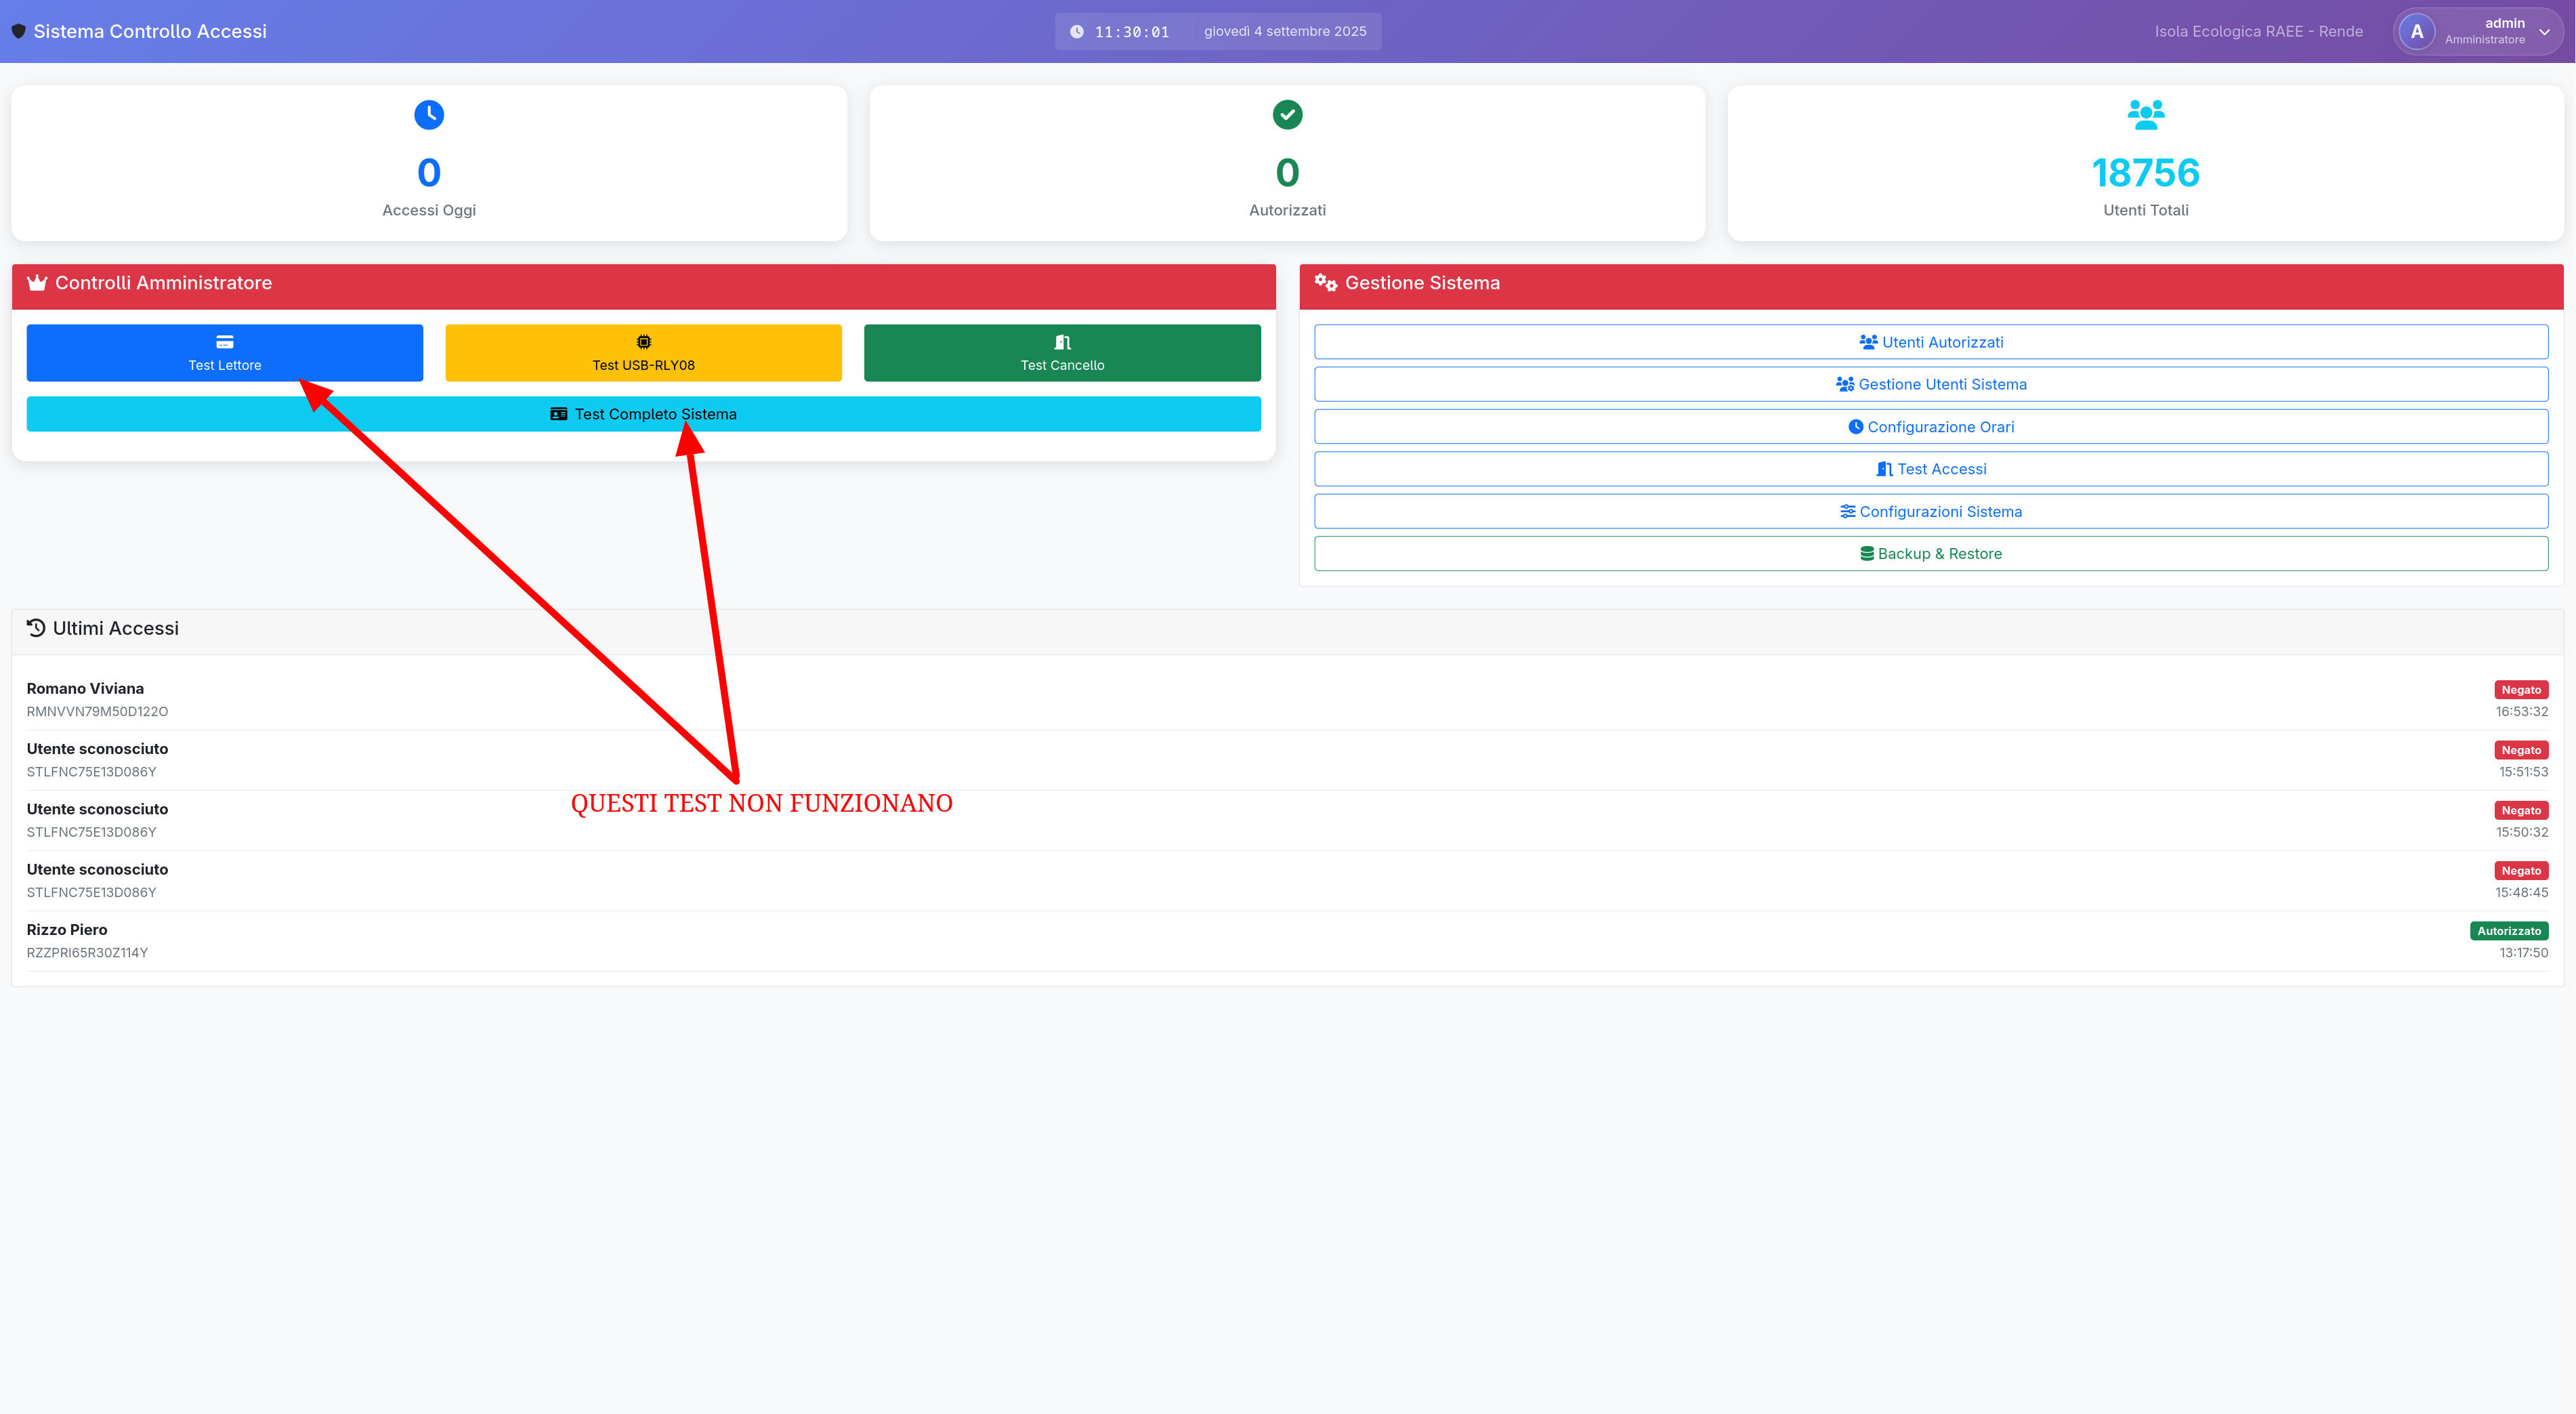 Sistema Controllo Accessi
11:30:01 giovedì 4 settembre 2025
Isola Ecologica RAEE - Rende
A
admin
Amministratore
0
Accessi Oggi
0
Autorizzati
18756
Utenti Totali
Controlli Amministratore
Test Lettore
Test USB-RLY08
Test Cancello
Test Completo Sistema
Gestione Sistema
Utenti Autorizzati
Gestione Utenti Sistema
Configurazione Orari
Test Accessi
Configurazioni Sistema
Backup & Restore
Ultimi Accessi
Romano Viviana
Negato
RMNVVN79M50D122O
16:53:32
Utente sconosciuto
Negato
STLFNC75E13D086Y
15:51:53
QUESTI TEST NON FUNZIONANO
Utente sconosciuto
Negato
STLFNC75E13D086Y
15:50:32
Utente sconosciuto
Negato
STLFNC75E13D086Y
15:48:45
Rizzo Piero
Autorizzato
RZZPRI65R30Z114Y
13:17:50